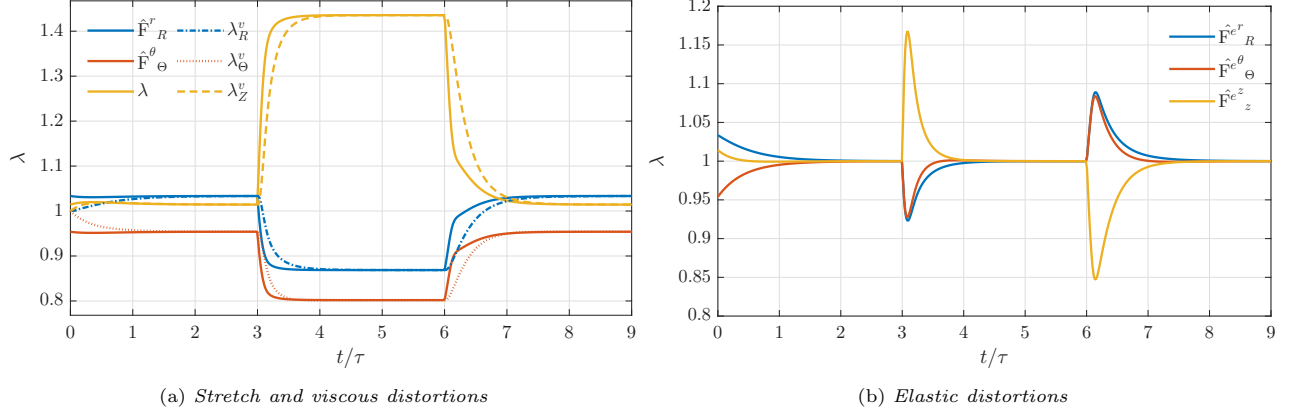 1.4
1.3
1.2
1.1
1
0.9
0.8
λ
F̂^r_R
F̂^θ_Θ
λ
λ^v_R
λ^v_Θ
λ^v_Z
0 1 2 3 4 5 6 7 8 9
t/τ
(a) Stretch and viscous distortions
1.2
1.15
1.1
1.05
1
0.95
0.9
0.85
0.8
λ
F̂^{e^r}_R
F̂^{e^θ}_Θ
F̂^{e^z}_z
0 1 2 3 4 5 6 7 8 9
t/τ
(b) Elastic distortions